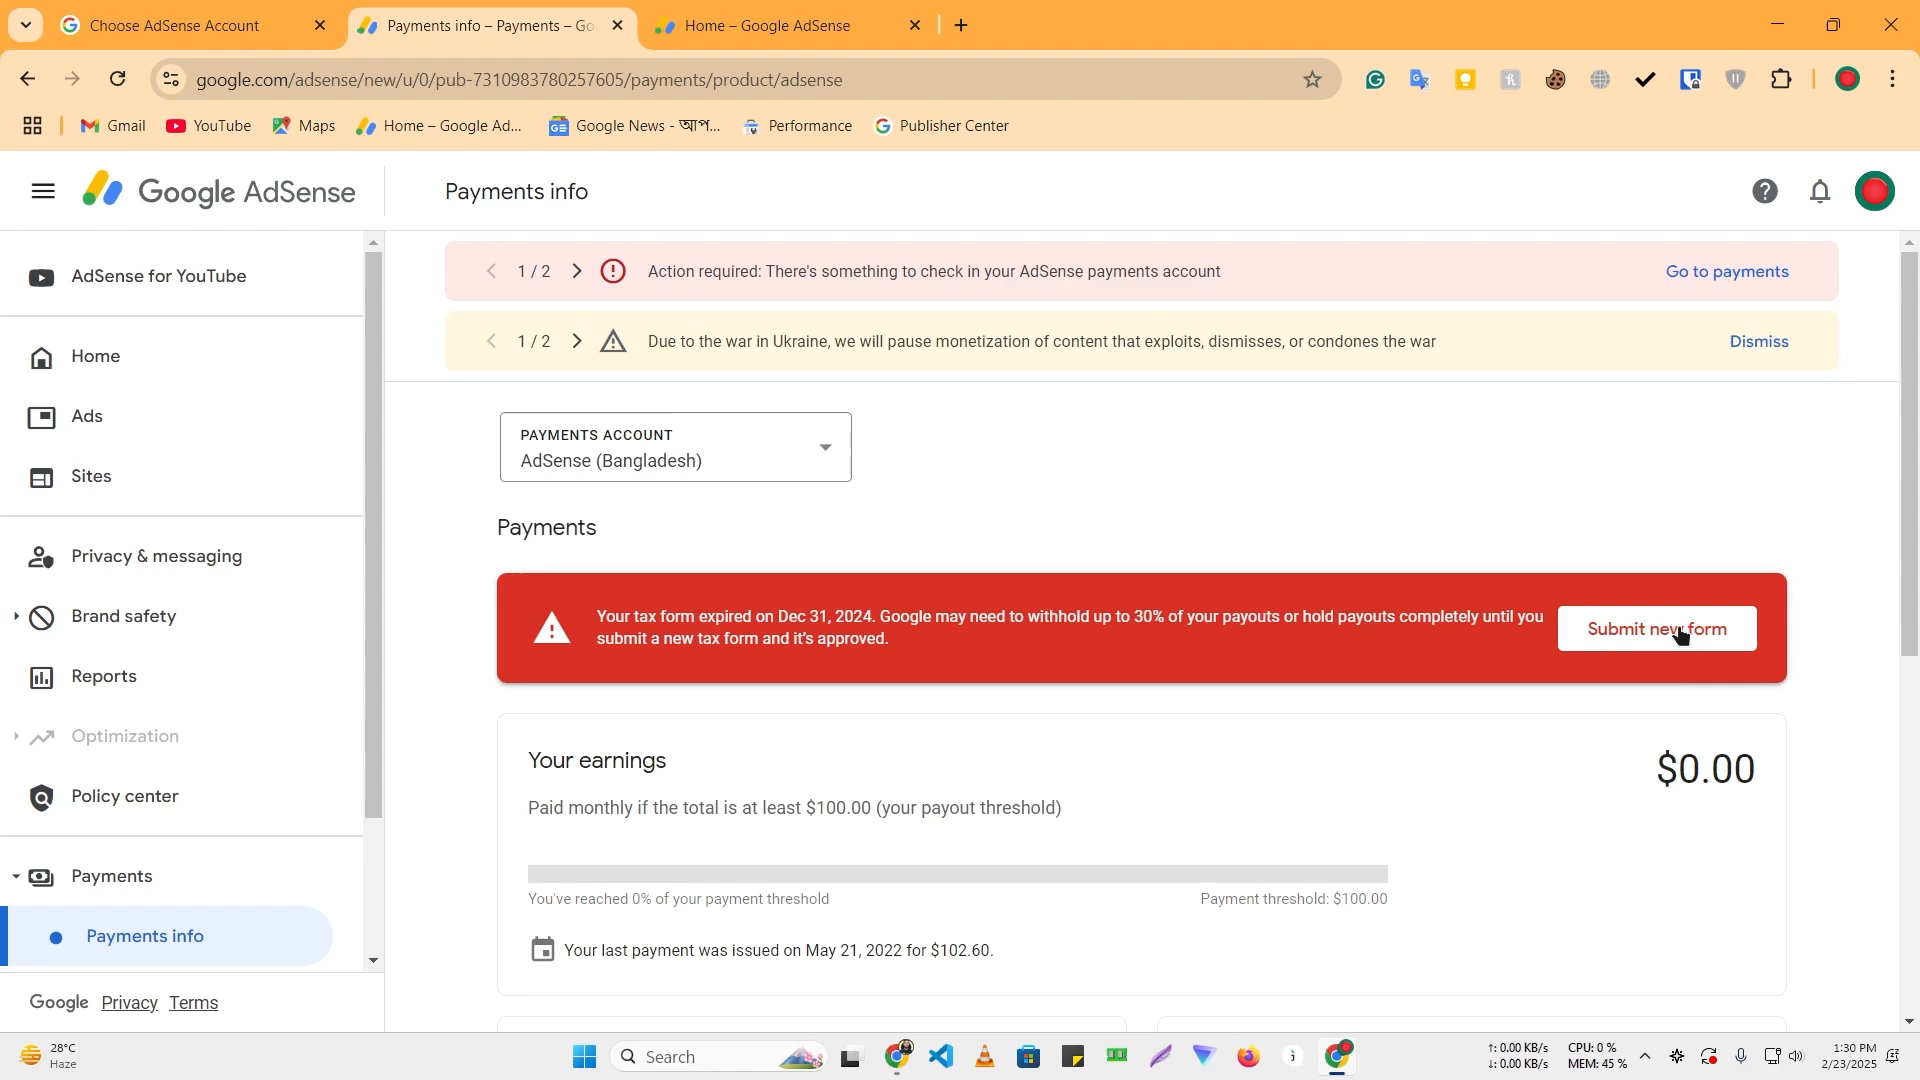 Choose AdSense Account
Payments info – Payments – Go
Home – Google AdSense
google.com/adsense/new/u/0/pub-7310983780257605/payments/product/adsense
Gmail
YouTube
Maps
Home – Google Ad...
Google News - আপ...
Performance
Publisher Center
Google AdSense
Payments info
AdSense for YouTube
Home
Ads
Sites
Privacy & messaging
Brand safety
Reports
Optimization
Policy center
Payments
Payments info
Google Privacy Terms
1 / 2
Action required: There's something to check in your AdSense payments account
Go to payments
1 / 2
Due to the war in Ukraine, we will pause monetization of content that exploits, dismisses, or condones the war
Dismiss
PAYMENTS ACCOUNT
AdSense (Bangladesh)
Payments
Your tax form expired on Dec 31, 2024. Google may need to withhold up to 30% of your payouts or hold payouts completely until you
submit a new tax form and it's approved.
Submit new form
Your earnings
$0.00
Paid monthly if the total is at least $100.00 (your payout threshold)
You've reached 0% of your payment threshold
Payment threshold: $100.00
Your last payment was issued on May 21, 2022 for $102.60.
28°C
Haze
Search
↑: 0.00 KB/s
↓: 0.00 KB/s
CPU: 0 %
MEM: 45 %
1:30 PM
2/23/2025